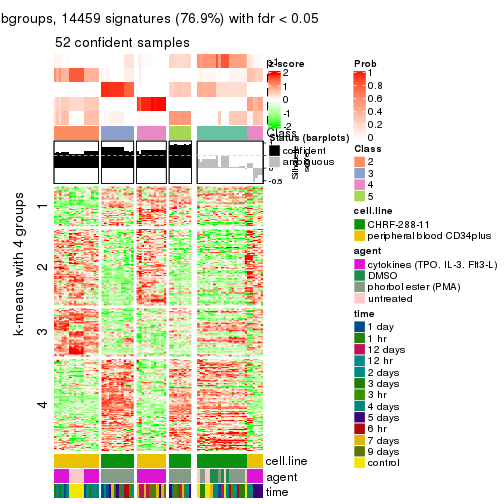 bgroups, 14459 signatures (76.9%) with fdr < 0.05
52 confident samples
z-score
2
1
0
-1
-2
Prob
1
0.8
0.6
0.4
0.2
0
Class
Status (barplots)
confident
ambiguous
-0.5
Class
2
3
4
5
cell.line
CHRF-288-11
peripheral blood CD34plus
agent
cytokines (TPO, IL-3, Flt3-L)
DMSO
phorbol ester (PMA)
untreated
time
1 day
1 hr
12 days
12 hr
2 days
3 days
3 hr
4 days
5 days
6 hr
7 days
9 days
control
k-means with 4 groups
1
2
3
4
cell.line
agent
time